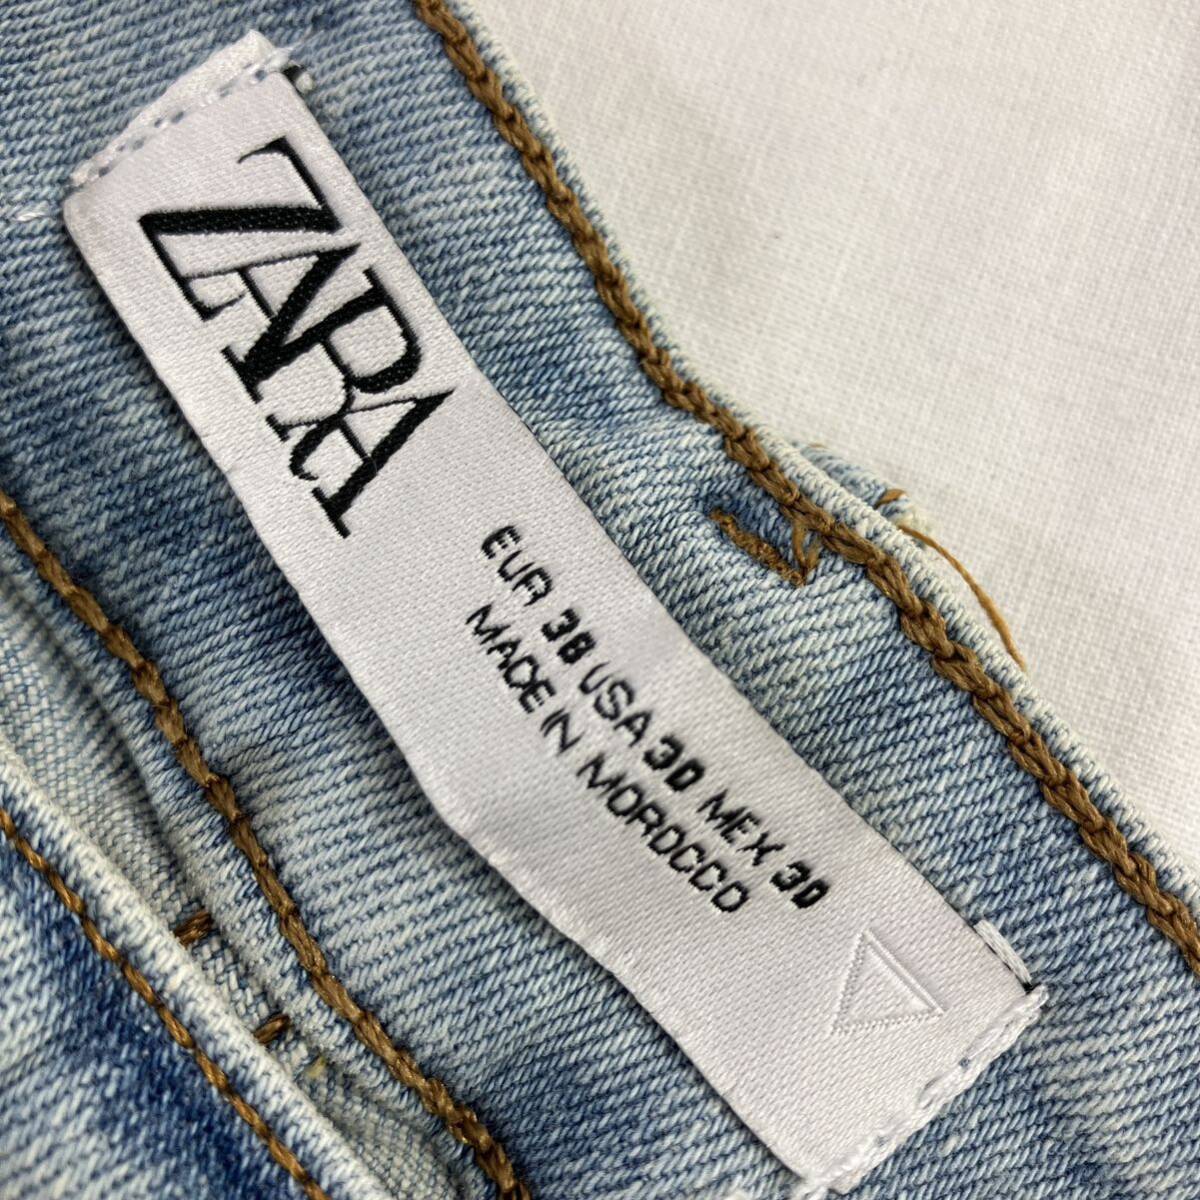 ZARA
EUR 38 USA 30 MEX 30
MADE IN MOROCCO